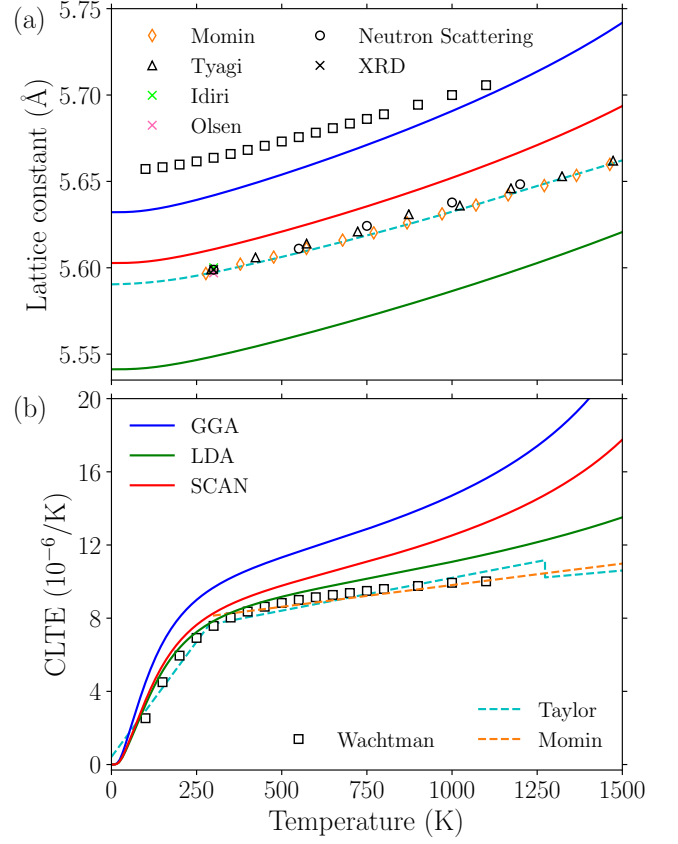 (a)
5.75
5.70
5.65
5.60
5.55
Lattice constant (Å)
Momin
Tyagi
Idiri
Olsen
Neutron Scattering
XRD
(b)
20
16
12
8
4
0
CLTE (10⁻⁶/K)
GGA
LDA
SCAN
Wachtman
Taylor
Momin
0 250 500 750 1000 1250 1500
Temperature (K)